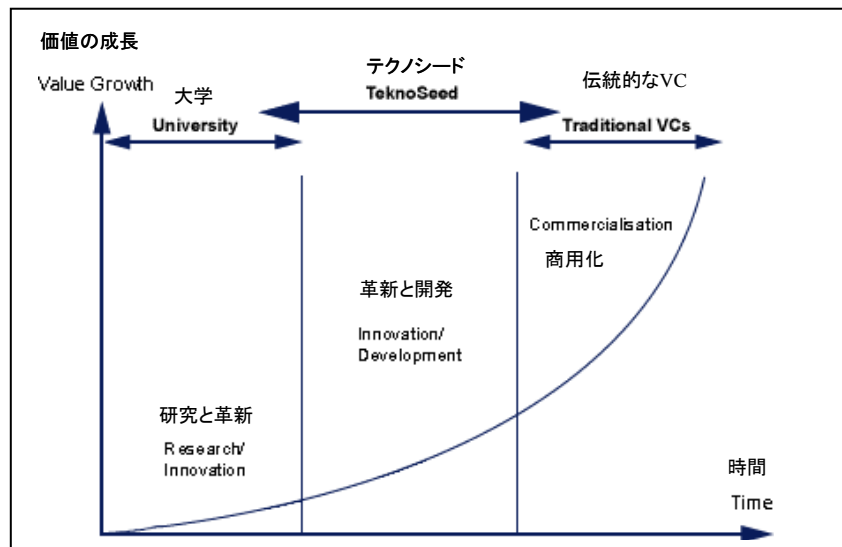 価値の成長
Value Growth
大学
University
テクノシード
TeknoSeed
伝統的なVC
Traditional VCs
Commercialisation
商用化
革新と開発
Innovation/
Development
研究と革新
Research/
Innovation
時間
Time